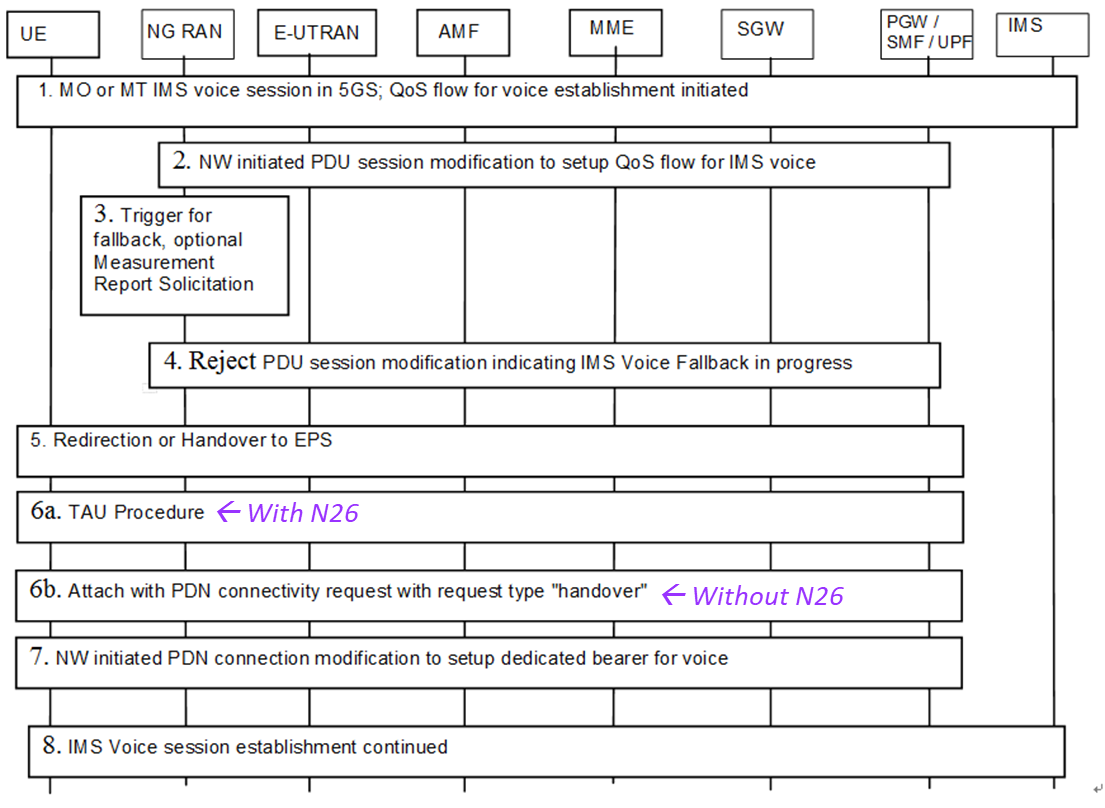 UE
NG RAN
E-UTRAN
AMF
MME
SGW
PGW /
SMF / UPF
IMS
1. MO or MT IMS voice session in 5GS; QoS flow for voice establishment initiated
2. NW initiated PDU session modification to setup QoS flow for IMS voice
3. Trigger for
fallback, optional
Measurement
Report Solicitation
4. Reject PDU session modification indicating IMS Voice Fallback in progress
5. Redirection or Handover to EPS
6a. TAU Procedure ← With N26
6b. Attach with PDN connectivity request with request type "handover" ← Without N26
7. NW initiated PDN connection modification to setup dedicated bearer for voice
8. IMS Voice session establishment continued